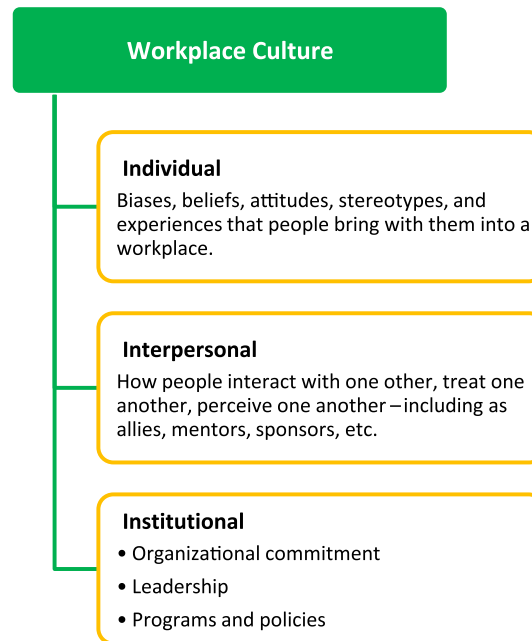 Workplace Culture
Individual
Biases, beliefs, attitudes, stereotypes, and
experiences that people bring with them into a
workplace.
Interpersonal
How people interact with one other, treat one
another, perceive one another – including as
allies, mentors, sponsors, etc.
Institutional
• Organizational commitment
• Leadership
• Programs and policies